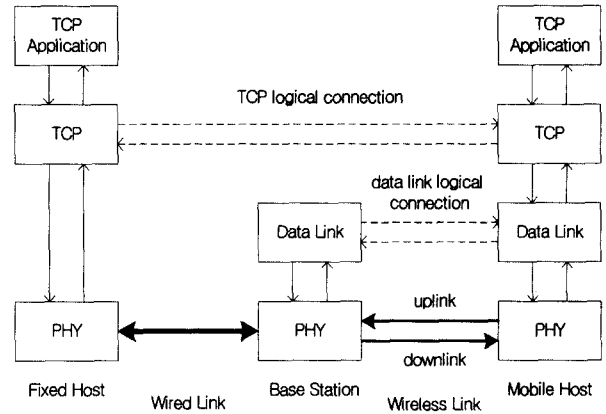 TCP
Application
TCP
Application
TCP logical connection
TCP
TCP
data link logical
connection
Data Link
Data Link
uplink
PHY
PHY
PHY
downlink
Fixed Host
Wired Link
Base Station
Wireless Link
Mobile Host